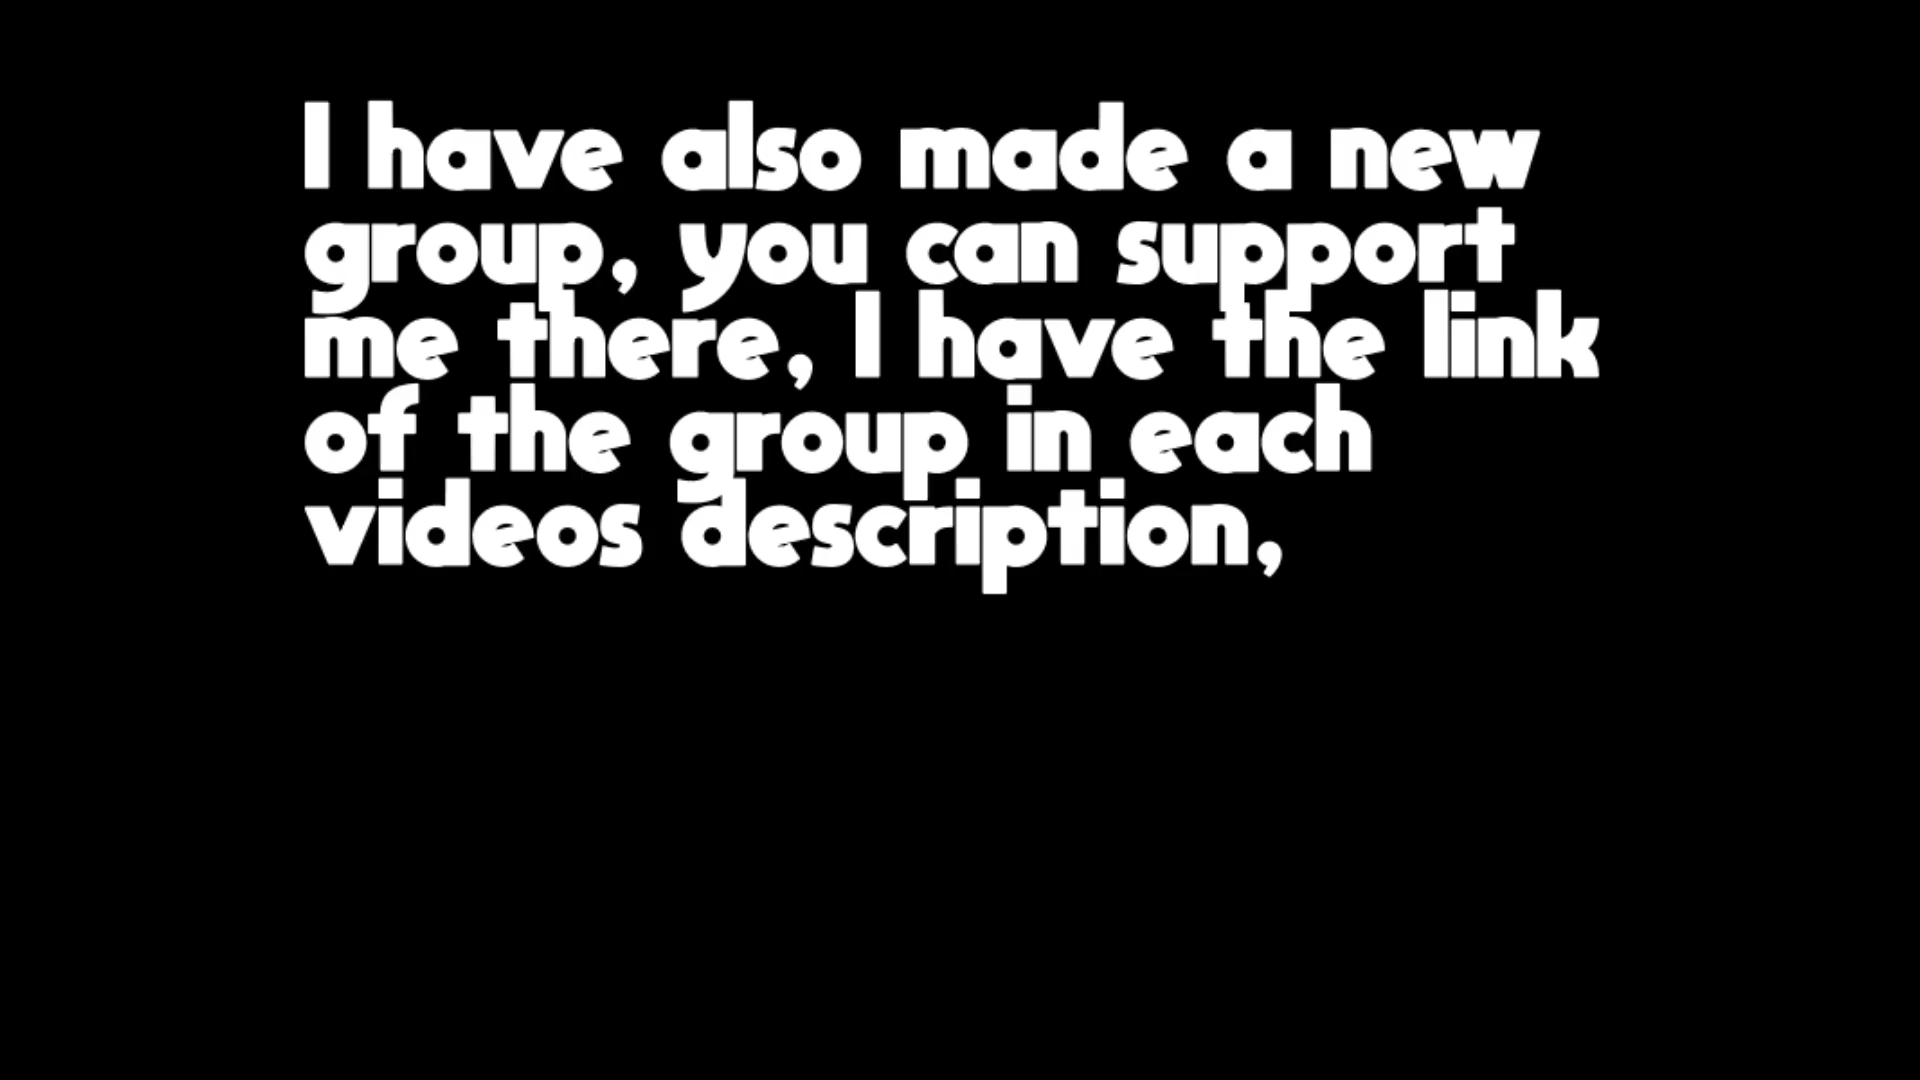 I have also made a new
group, you can support
me there, I have the link
of the group in each
videos description,